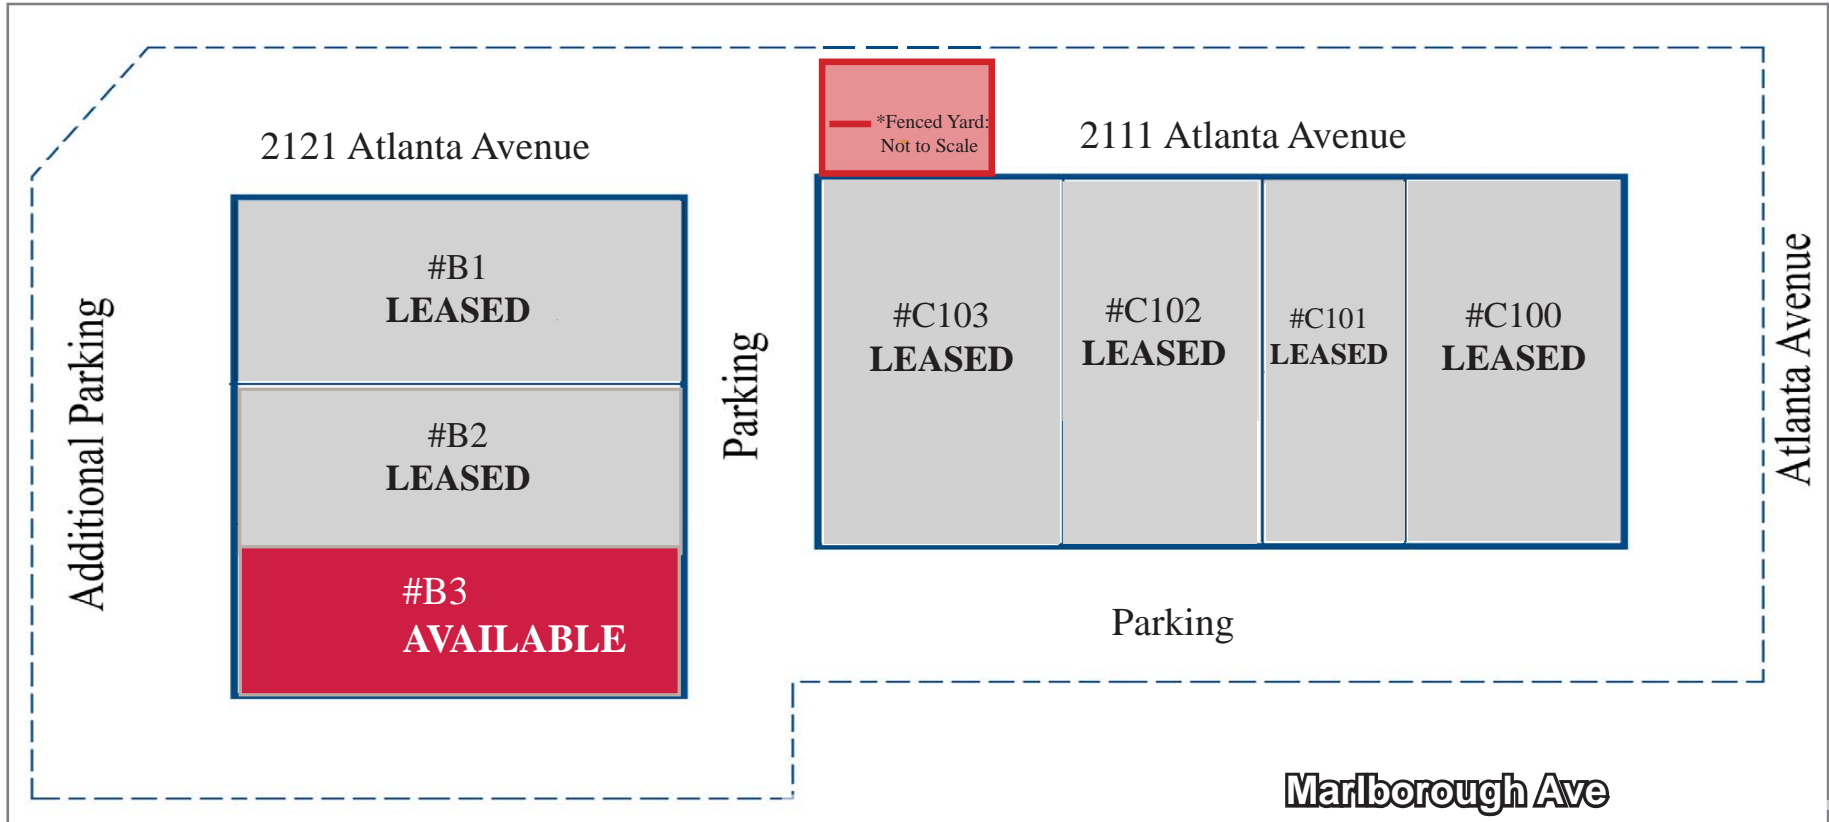 2121 Atlanta Avenue
*Fenced Yard:
Not to Scale
2111 Atlanta Avenue
#B1
LEASED
#B2
LEASED
#B3
AVAILABLE
#C103
LEASED
#C102
LEASED
#C101
LEASED
#C100
LEASED
Additional Parking
Parking
Parking
Atlanta Avenue
Marlborough Ave